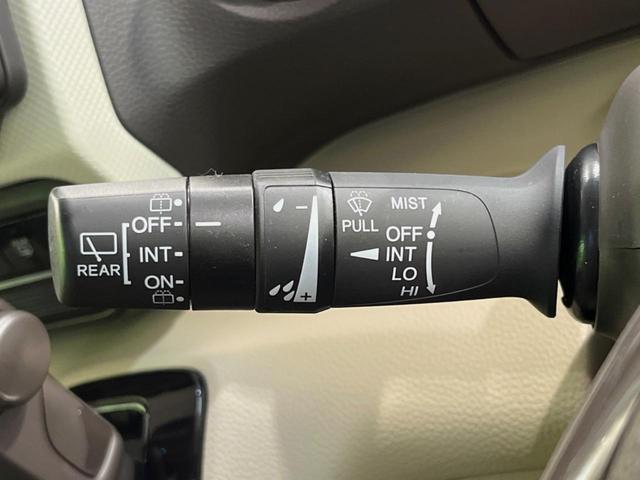 REAR
OFF
INT
ON
-
+
PULL
MIST
OFF
INT
LO
HI